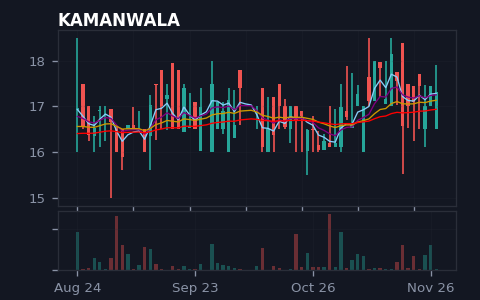 KAMANWALA
18
17
16
15
Aug 24
Sep 23
Oct 26
Nov 26